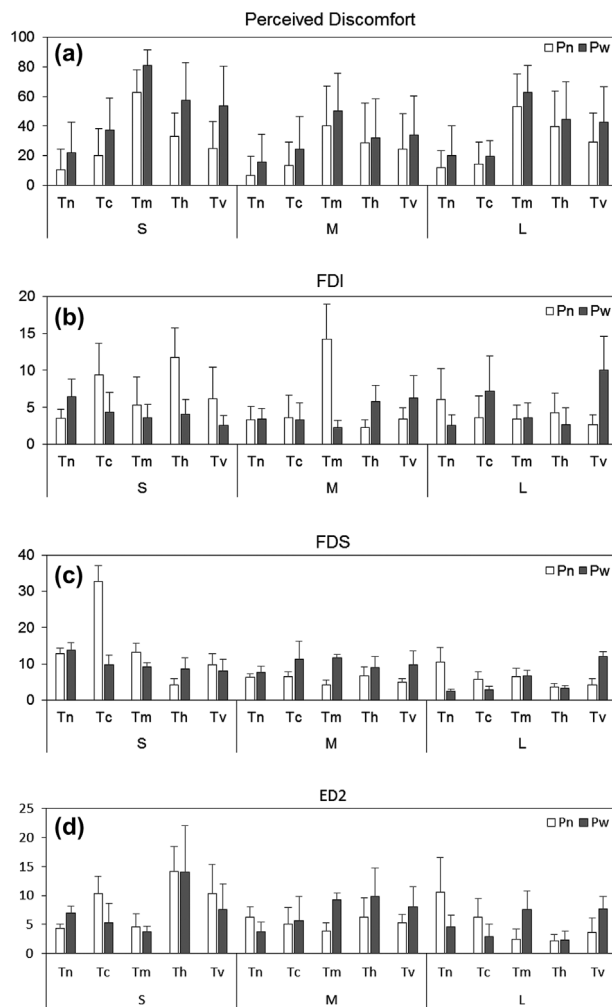 Perceived Discomfort
(a)
Pn Pw
100
80
60
40
20
0
Tn Tc Tm Th Tv Tn Tc Tm Th Tv Tn Tc Tm Th Tv
S M L
FDI
(b)
Pn Pw
20
15
10
5
0
Tn Tc Tm Th Tv Tn Tc Tm Th Tv Tn Tc Tm Th Tv
S M L
FDS
(c)
Pn Pw
40
30
20
10
0
Tn Tc Tm Th Tv Tn Tc Tm Th Tv Tn Tc Tm Th Tv
S M L
ED2
(d)
Pn Pw
25
20
15
10
5
0
Tn Tc Tm Th Tv Tn Tc Tm Th Tv Tn Tc Tm Th Tv
S M L